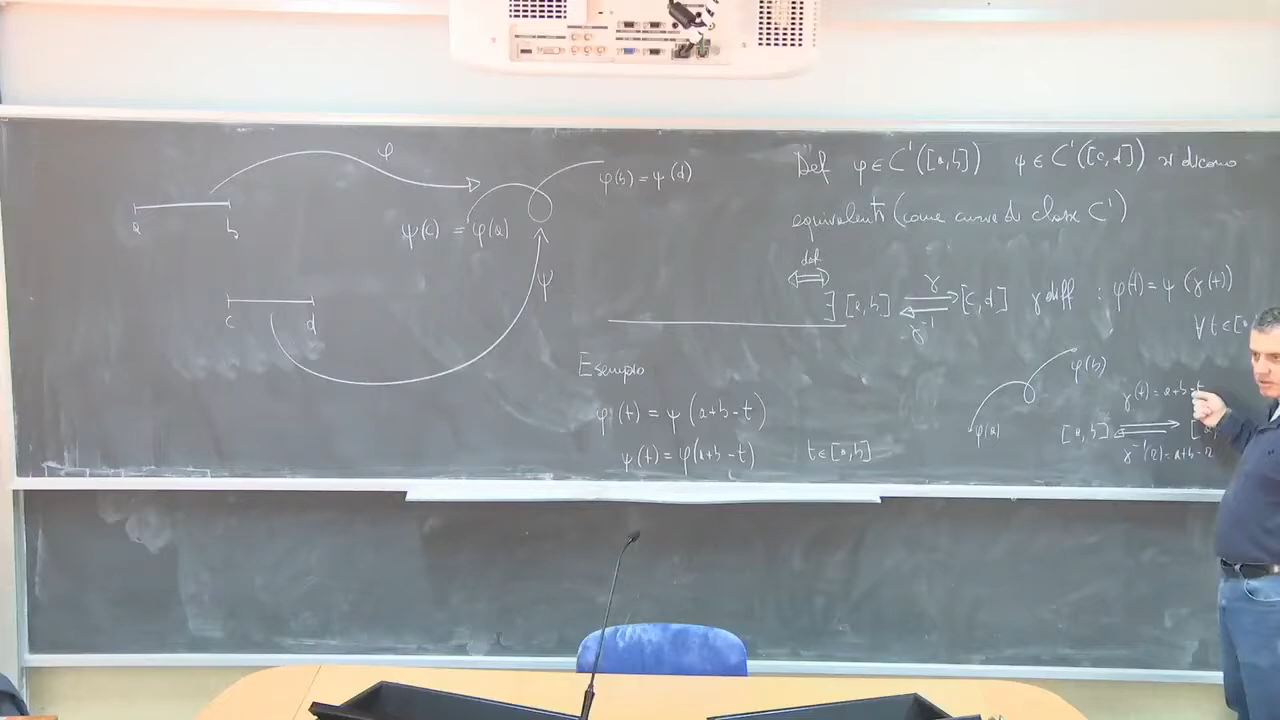 φ
a b
φ(b) = ψ(d)
ψ(c) = φ(a)
ψ
c d
Def φ ∈ C¹([a,b]) ψ ∈ C¹([c,d]) si dicono
equivalenti (come curve di classe C¹)
def
⟺
∃ [a,b] ⇄ [c,d] γ diff : φ(t) = ψ(γ(t))
γ
γ⁻¹
∀ t ∈ [a
Esempio
φ(t) = ψ(a+b-t)
ψ(t) = φ(a+b-t) t ∈ [a,b]
φ(b)
φ(a)
γ(t) = a+b-t
[a,b] ⇄ [
γ⁻¹(r) = a+b-r